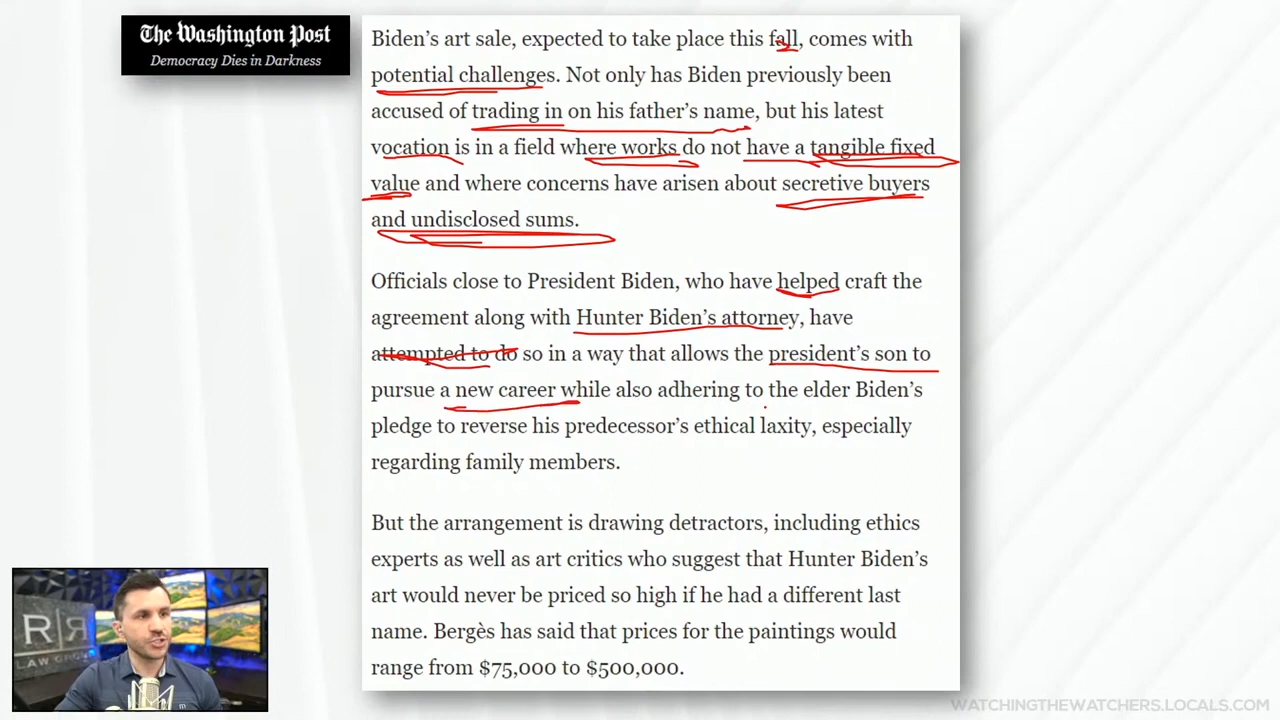 The Washington Post
Democracy Dies in Darkness
Biden’s art sale, expected to take place this fall, comes with
potential challenges. Not only has Biden previously been
accused of trading in on his father’s name, but his latest
vocation is in a field where works do not have a tangible fixed
value and where concerns have arisen about secretive buyers
and undisclosed sums.
Officials close to President Biden, who have helped craft the
agreement along with Hunter Biden’s attorney, have
attempted to do so in a way that allows the president’s son to
pursue a new career while also adhering to the elder Biden’s
pledge to reverse his predecessor’s ethical laxity, especially
regarding family members.
But the arrangement is drawing detractors, including ethics
experts as well as art critics who suggest that Hunter Biden’s
art would never be priced so high if he had a different last
name. Bergès has said that prices for the paintings would
range from $75,000 to $500,000.
R R
LAW GROUP
WATCHINGTHEWATCHERS.LOCALS.COM